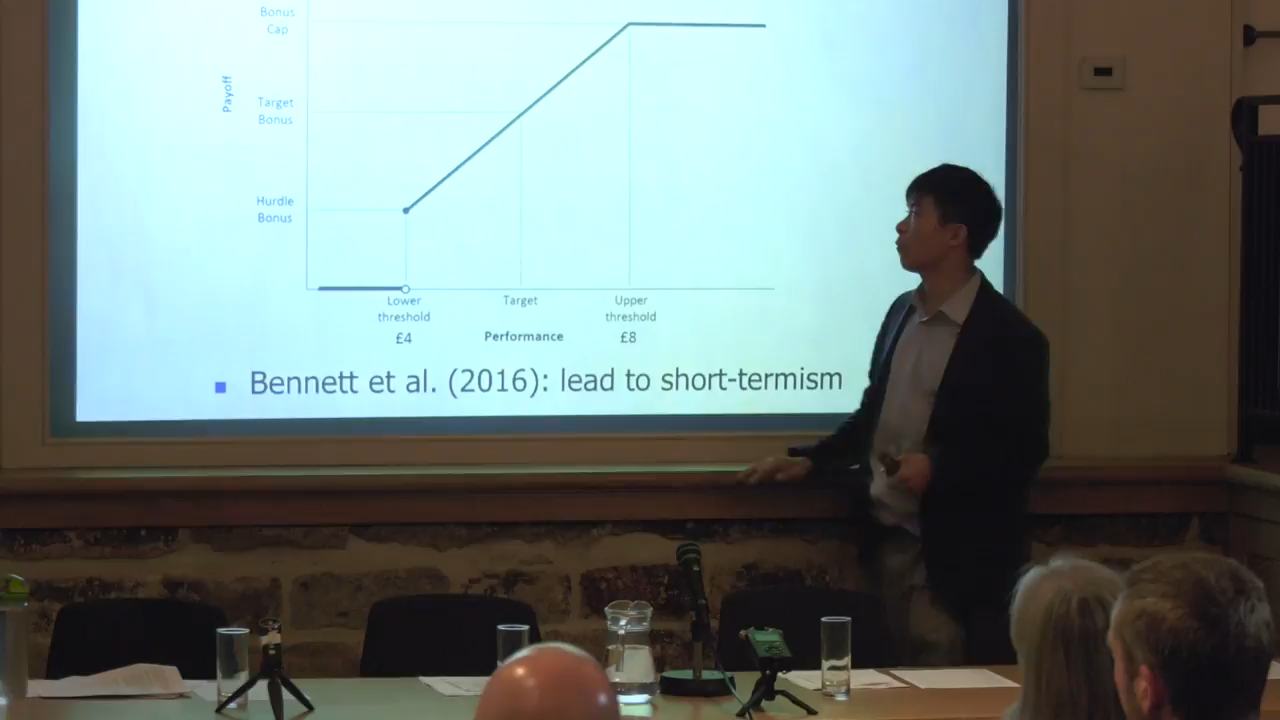 Bonus
Cap
Payoff
Target
Bonus
Hurdle
Bonus
Lower
threshold
Target
Upper
threshold
£4
Performance
£8
▪ Bennett et al. (2016): lead to short-termism